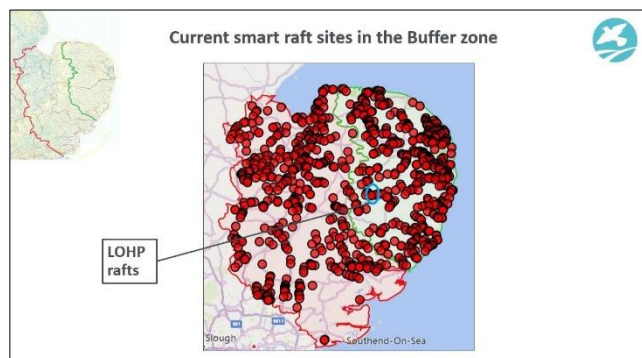 Current smart raft sites in the Buffer zone
LOHP
rafts
Slough
Southend-On-Sea